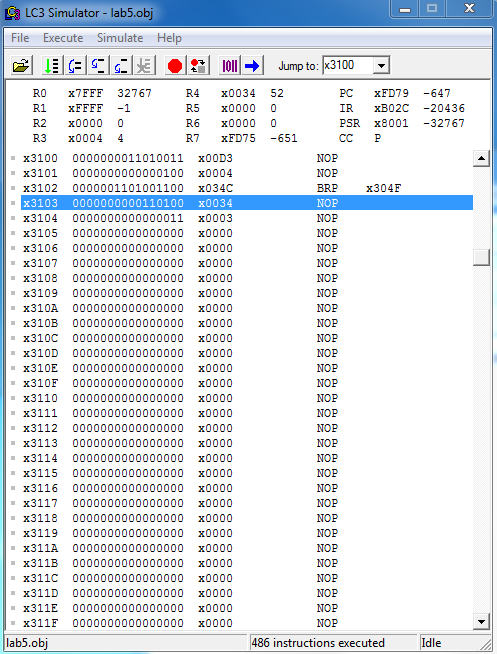 LC3 Simulator - lab5.obj
File Execute Simulate Help
Jump to: x3100
R0 x7FFF 32767 R4 x0034 52 PC xFD79 -647
R1 xFFFF -1 R5 x0000 0 IR xB02C -20436
R2 x0000 0 R6 x0000 0 PSR x8001 -32767
R3 x0004 4 R7 xFD75 -651 CC P
x3100 0000000011010011 x00D3 NOP
x3101 0000000000000100 x0004 NOP
x3102 0000001101001100 x034C BRP x304F
x3103 0000000000110100 x0034 NOP
x3104 0000000000000011 x0003 NOP
x3105 0000000000000000 x0000 NOP
x3106 0000000000000000 x0000 NOP
x3107 0000000000000000 x0000 NOP
x3108 0000000000000000 x0000 NOP
x3109 0000000000000000 x0000 NOP
x310A 0000000000000000 x0000 NOP
x310B 0000000000000000 x0000 NOP
x310C 0000000000000000 x0000 NOP
x310D 0000000000000000 x0000 NOP
x310E 0000000000000000 x0000 NOP
x310F 0000000000000000 x0000 NOP
x3110 0000000000000000 x0000 NOP
x3111 0000000000000000 x0000 NOP
x3112 0000000000000000 x0000 NOP
x3113 0000000000000000 x0000 NOP
x3114 0000000000000000 x0000 NOP
x3115 0000000000000000 x0000 NOP
x3116 0000000000000000 x0000 NOP
x3117 0000000000000000 x0000 NOP
x3118 0000000000000000 x0000 NOP
x3119 0000000000000000 x0000 NOP
x311A 0000000000000000 x0000 NOP
x311B 0000000000000000 x0000 NOP
x311C 0000000000000000 x0000 NOP
x311D 0000000000000000 x0000 NOP
x311E 0000000000000000 x0000 NOP
x311F 0000000000000000 x0000 NOP
lab5.obj 486 instructions executed Idle